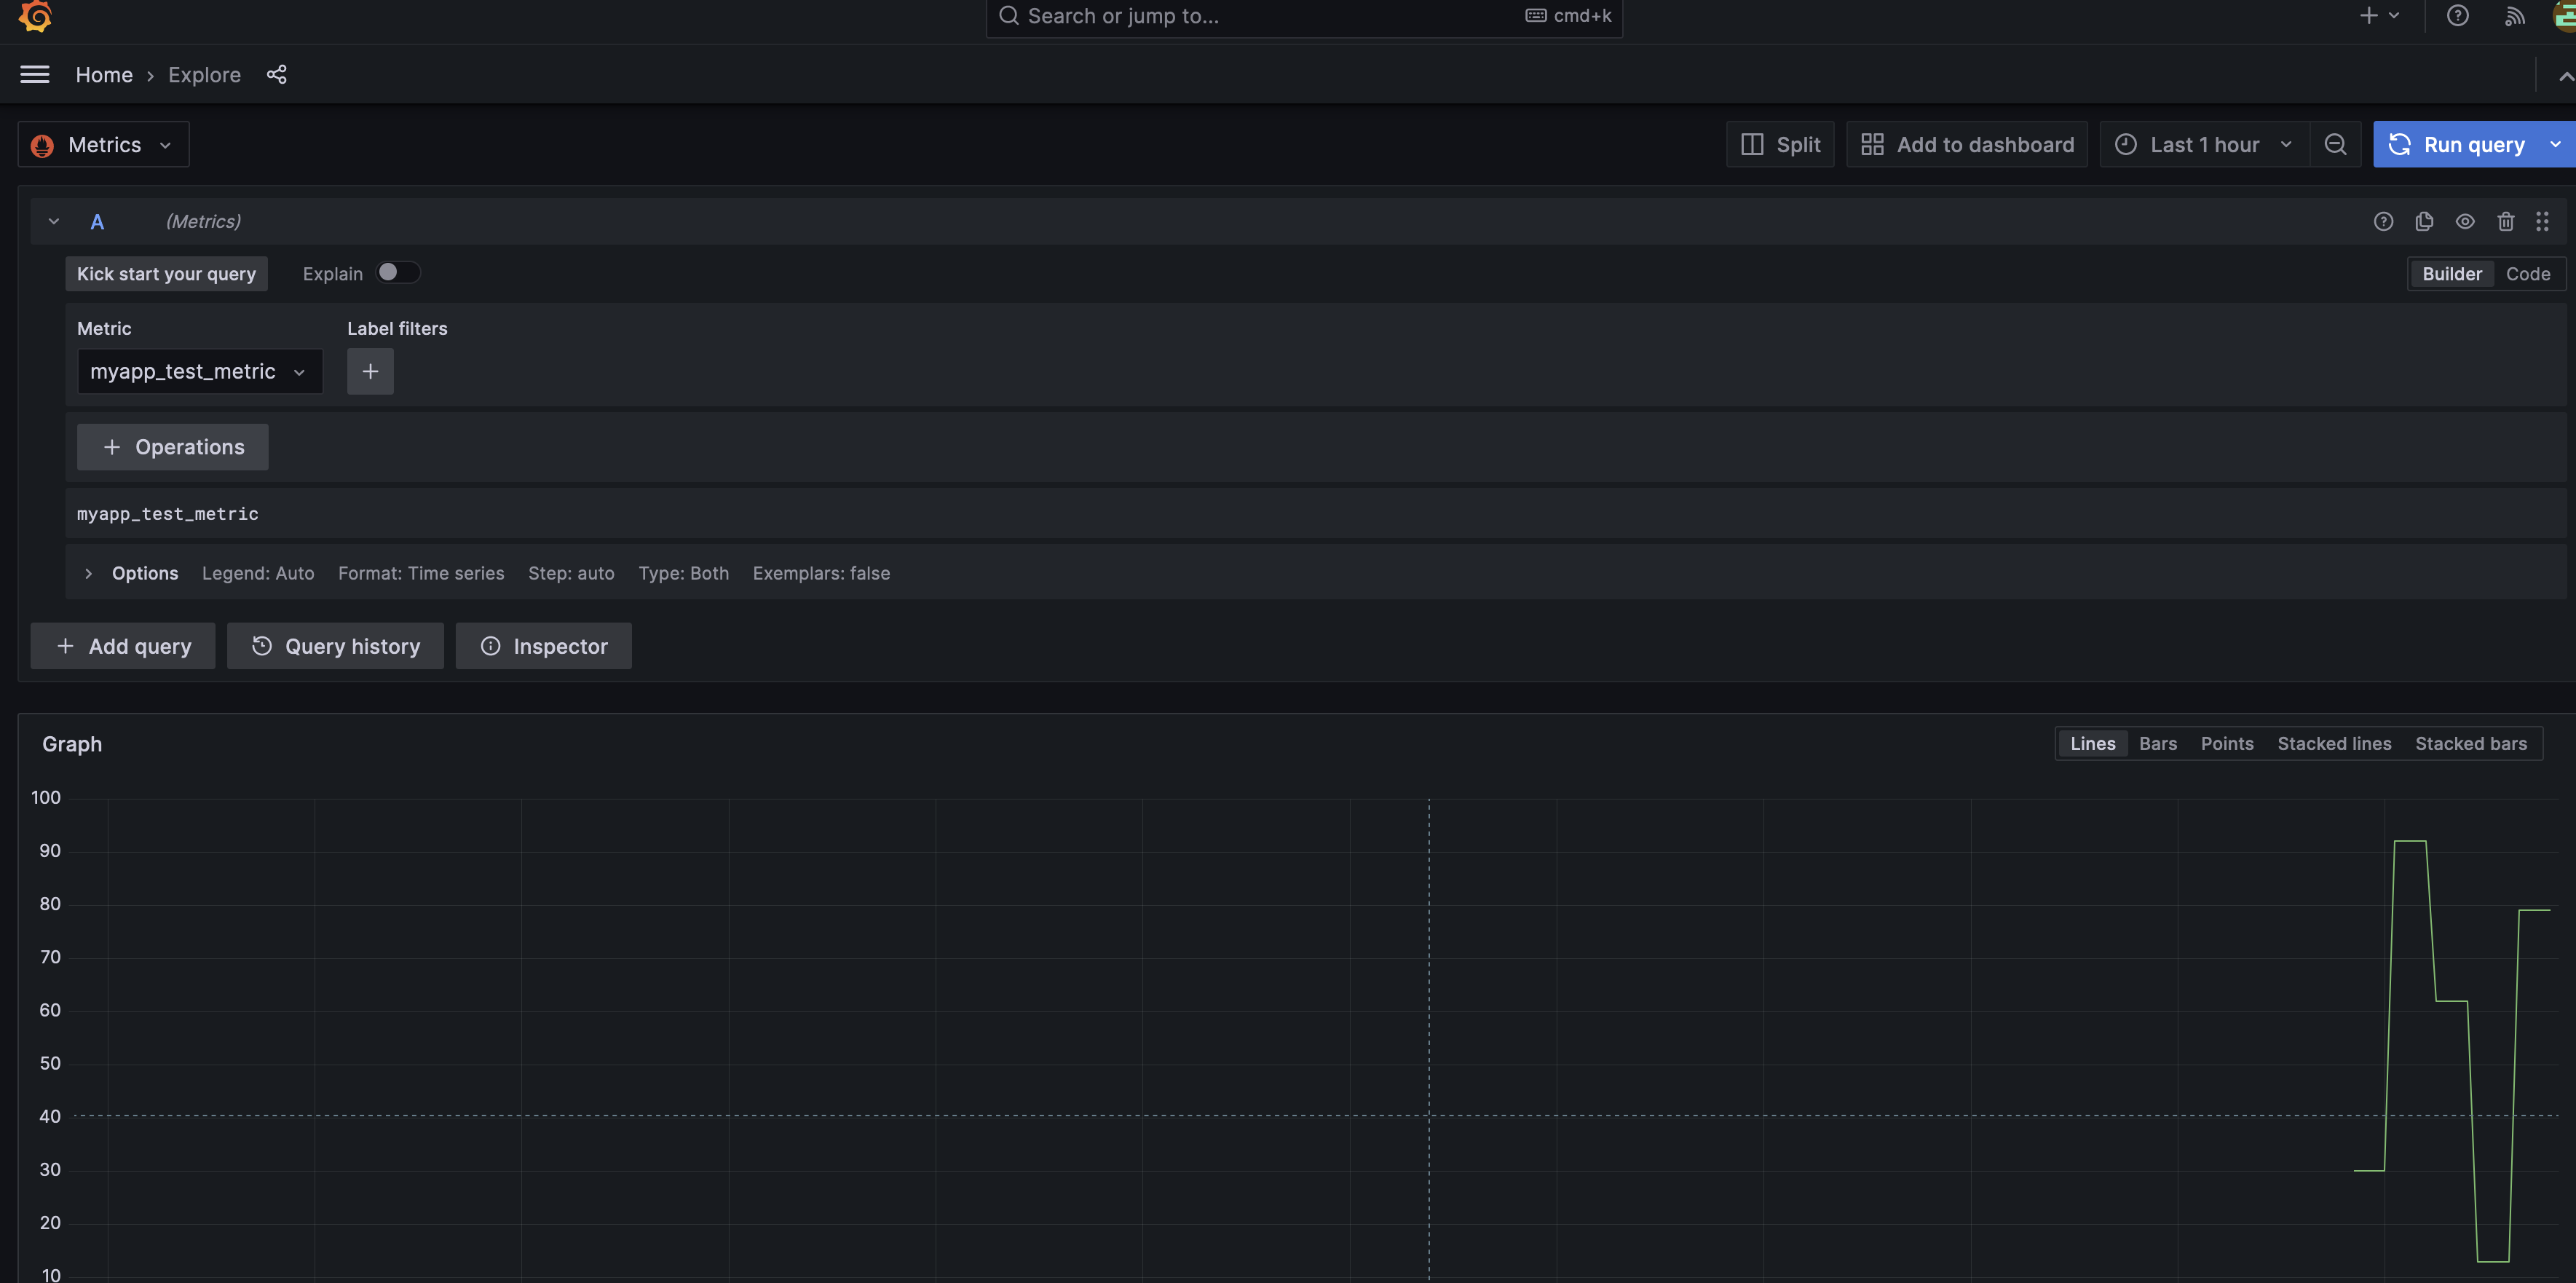 Search or jump to... cmd+k
Home › Explore
Metrics Split Add to dashboard Last 1 hour Run query
A (Metrics)
Kick start your query Explain Builder Code
Metric Label filters
myapp_test_metric
Operations
myapp_test_metric
Options Legend: Auto Format: Time series Step: auto Type: Both Exemplars: false
Add query Query history Inspector
Graph Lines Bars Points Stacked lines Stacked bars
100
90
80
70
60
50
40
30
20
10